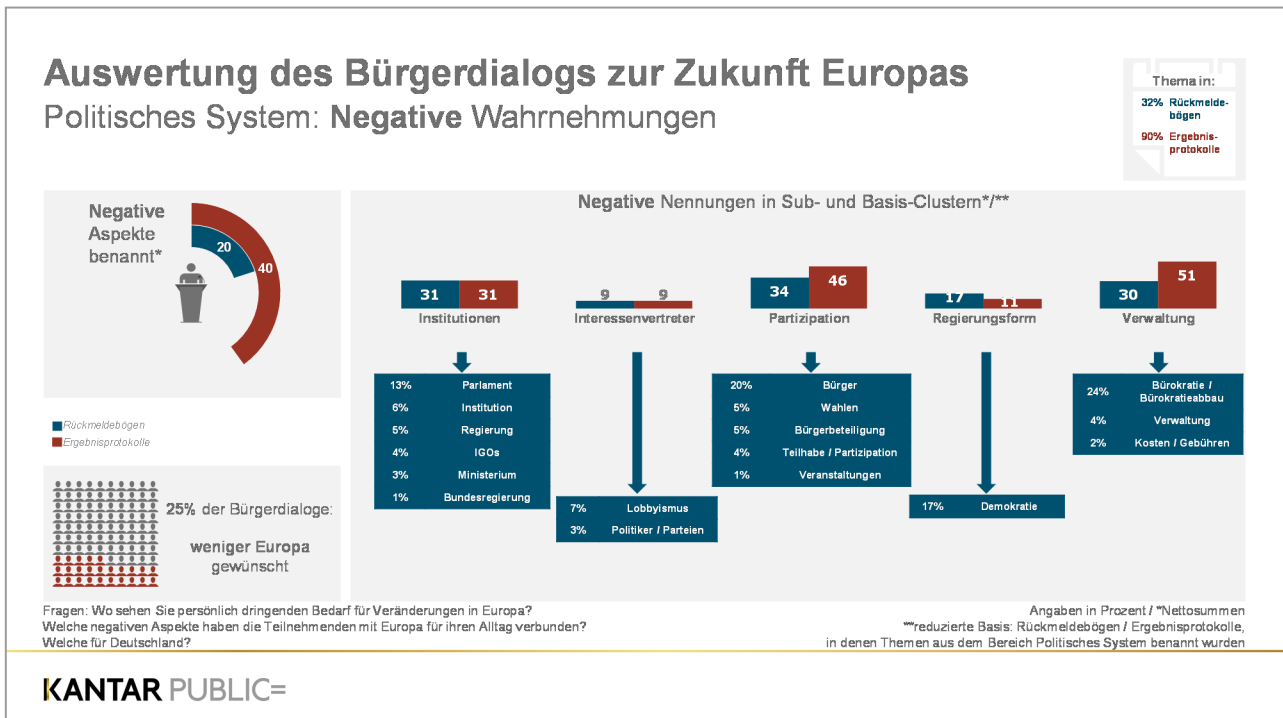 Auswertung des Bürgerdialogs zur Zukunft Europas
Politisches System: Negative Wahrnehmungen
Thema in:
32% Rückmelde-
bögen
90% Ergebnis-
protokolle
Negative
Aspekte
benannt*
20
40
Rückmeldebögen
Ergebnisprotokolle
25% der Bürgerdialoge:
weniger Europa
gewünscht
Negative Nennungen in Sub- und Basis-Clustern*/**
31 31
Institutionen
9 9
Interessenvertreter
34 46
Partizipation
17 11
Regierungsform
30 51
Verwaltung
13% Parlament
6% Institution
5% Regierung
4% IGOs
3% Ministerium
1% Bundesregierung
7% Lobbyismus
3% Politiker / Parteien
20% Bürger
5% Wahlen
5% Bürgerbeteiligung
4% Teilhabe / Partizipation
1% Veranstaltungen
17% Demokratie
24% Bürokratie /
Bürokratieabbau
4% Verwaltung
2% Kosten / Gebühren
Fragen: Wo sehen Sie persönlich dringenden Bedarf für Veränderungen in Europa?
Welche negativen Aspekte haben die Teilnehmenden mit Europa für ihren Alltag verbunden?
Welche für Deutschland?
Angaben in Prozent / *Nettosummen
**reduzierte Basis: Rückmeldebögen / Ergebnisprotokolle,
in denen Themen aus dem Bereich Politisches System benannt wurden
KANTAR PUBLIC=